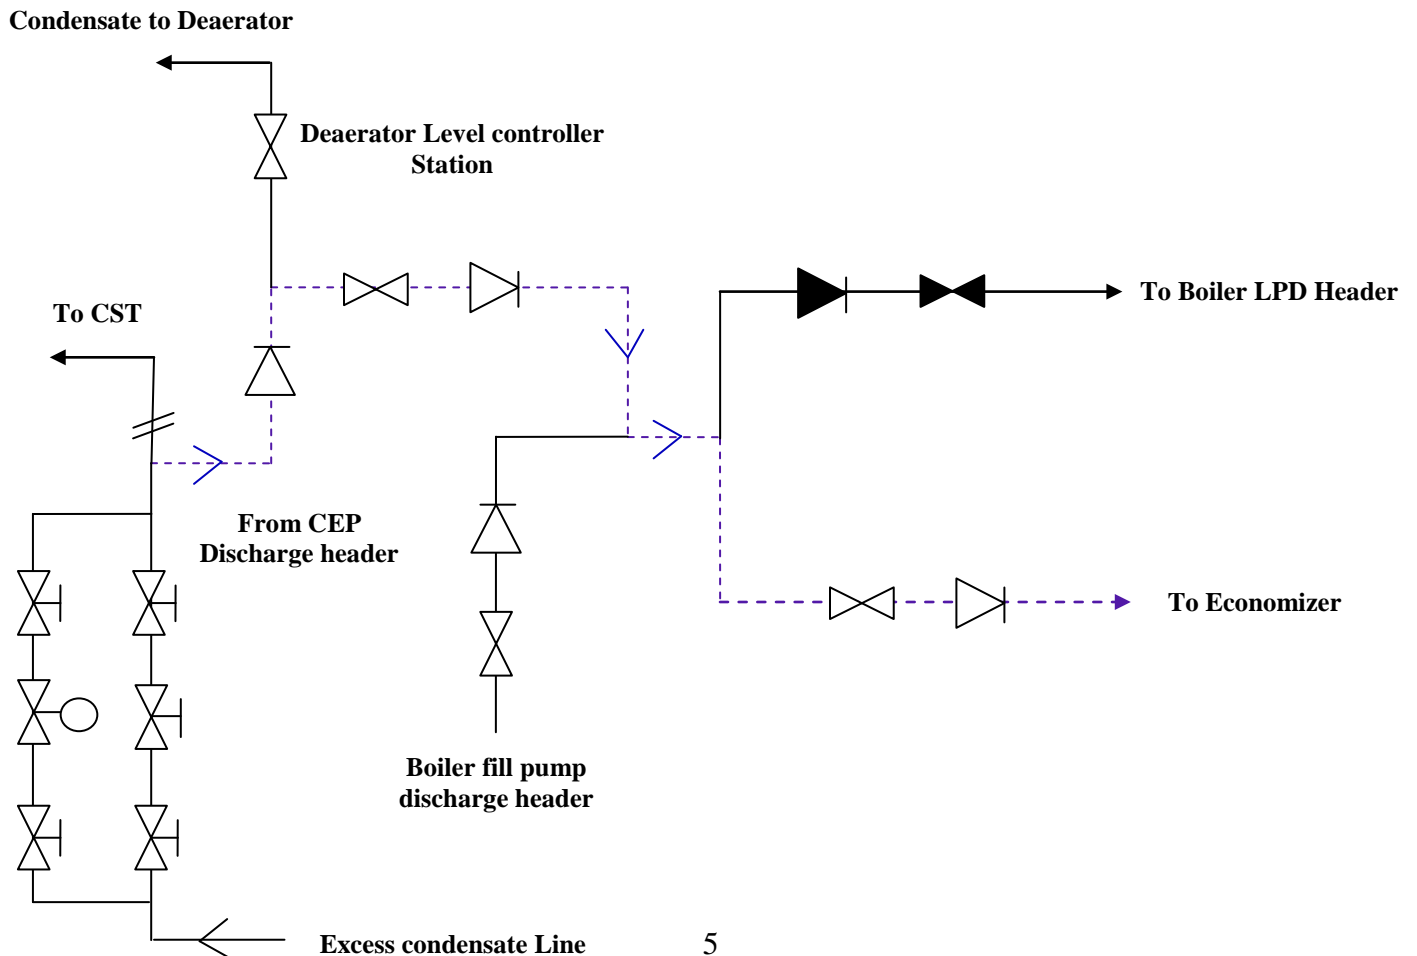 Condensate to Deaerator
Deaerator Level controller
Station
To CST
To Boiler LPD Header
From CEP
Discharge header
To Economizer
Boiler fill pump
discharge header
Excess condensate Line
5